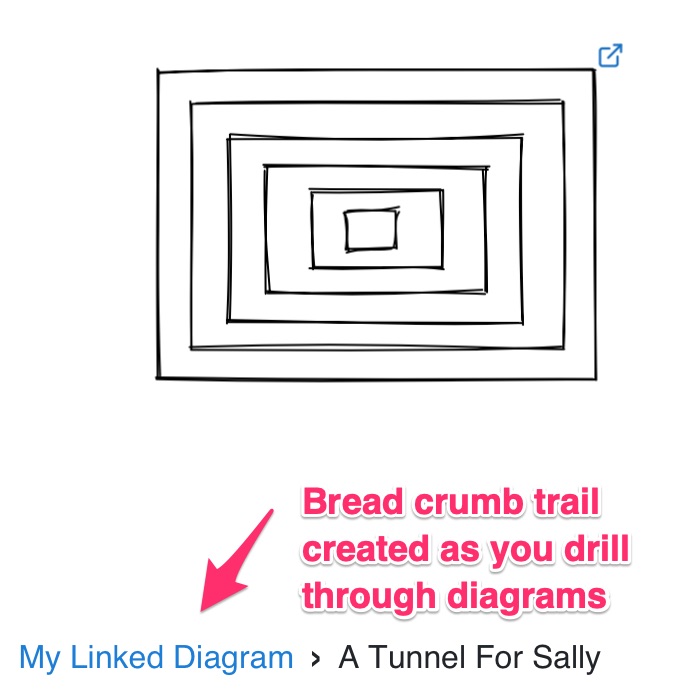 Bread crumb trail
created as you drill
through diagrams
My Linked Diagram › A Tunnel For Sally